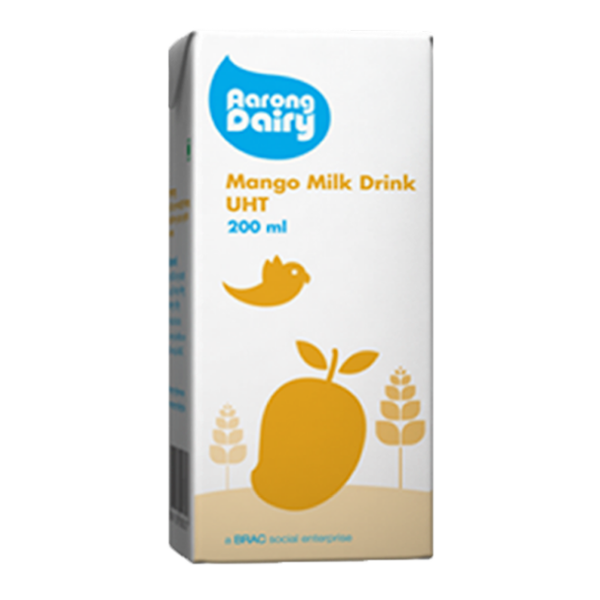 Aarong
Dairy
Mango Milk Drink
UHT
200 ml
a BRAC social enterprise